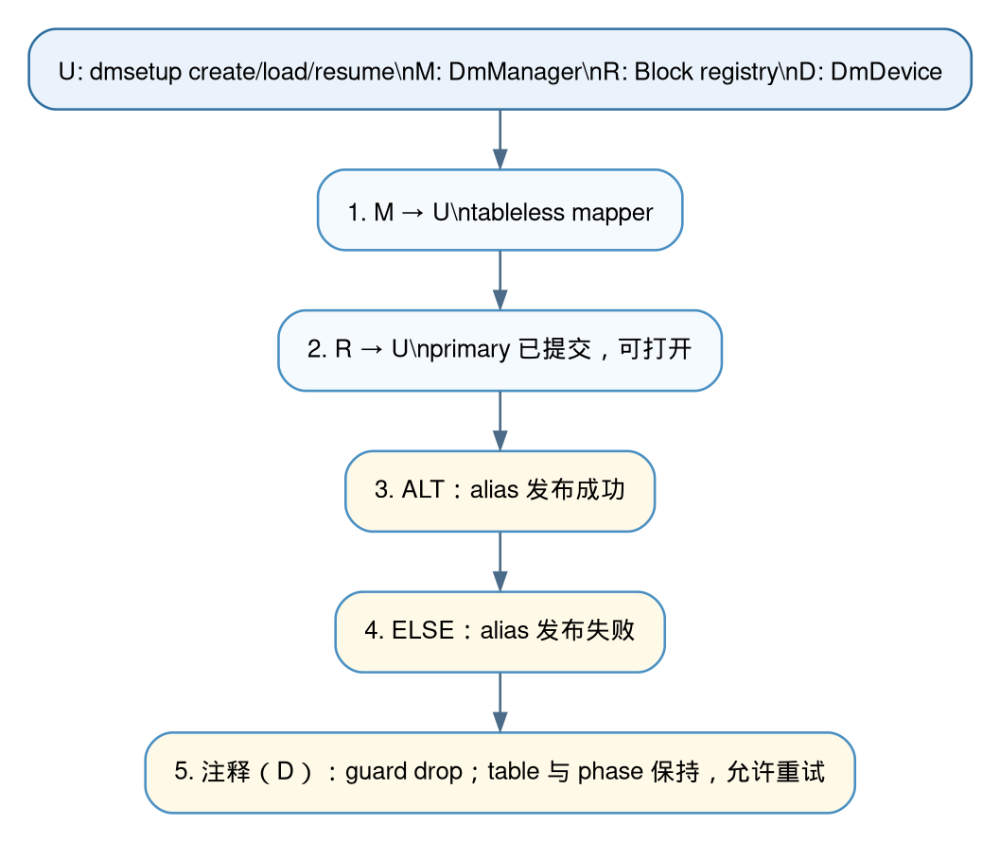 U: dmsetup create/load/resume\nM: DmManager\nR: Block registry\nD: DmDevice
1. M → U\ntableless mapper
2. R → U\nprimary 已提交，可打开
3. ALT：alias 发布成功
4. ELSE：alias 发布失败
5. 注释（D）：guard drop；table 与 phase 保持，允许重试